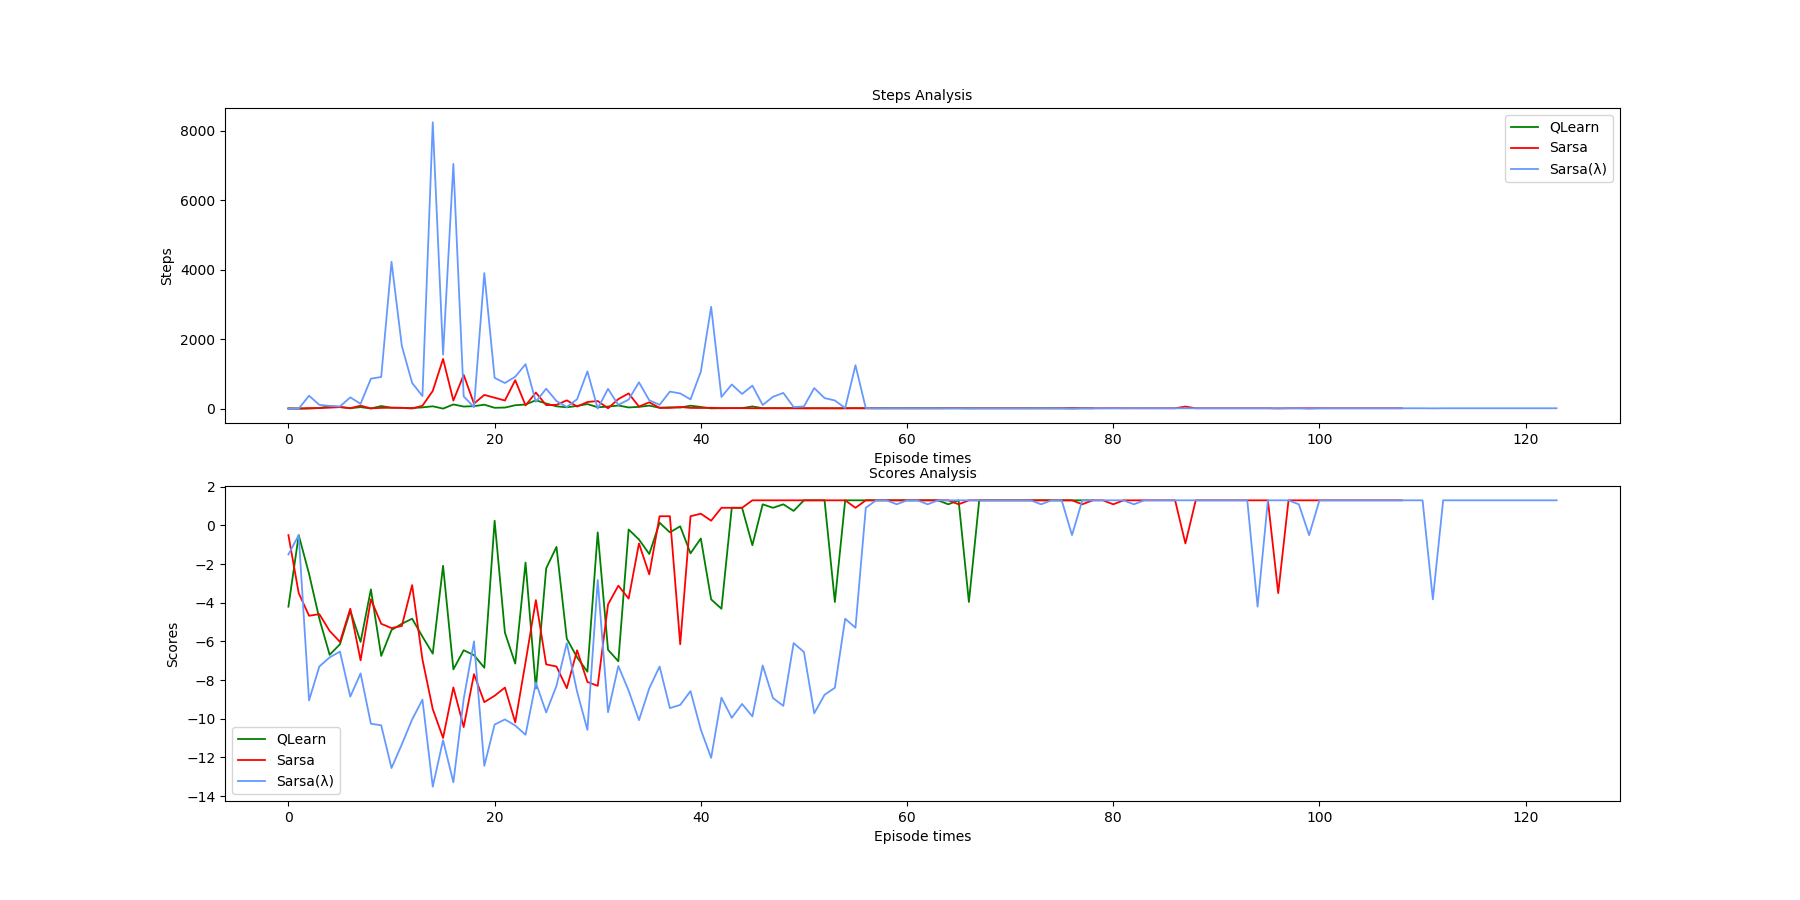 Steps Analysis
8000
6000
4000
2000
0
Steps
QLearn
Sarsa
Sarsa(λ)
0 20 40 60 80 100 120
Episode times
Scores Analysis
2
0
−2
−4
−6
−8
−10
−12
−14
Scores
QLearn
Sarsa
Sarsa(λ)
0 20 40 60 80 100 120
Episode times